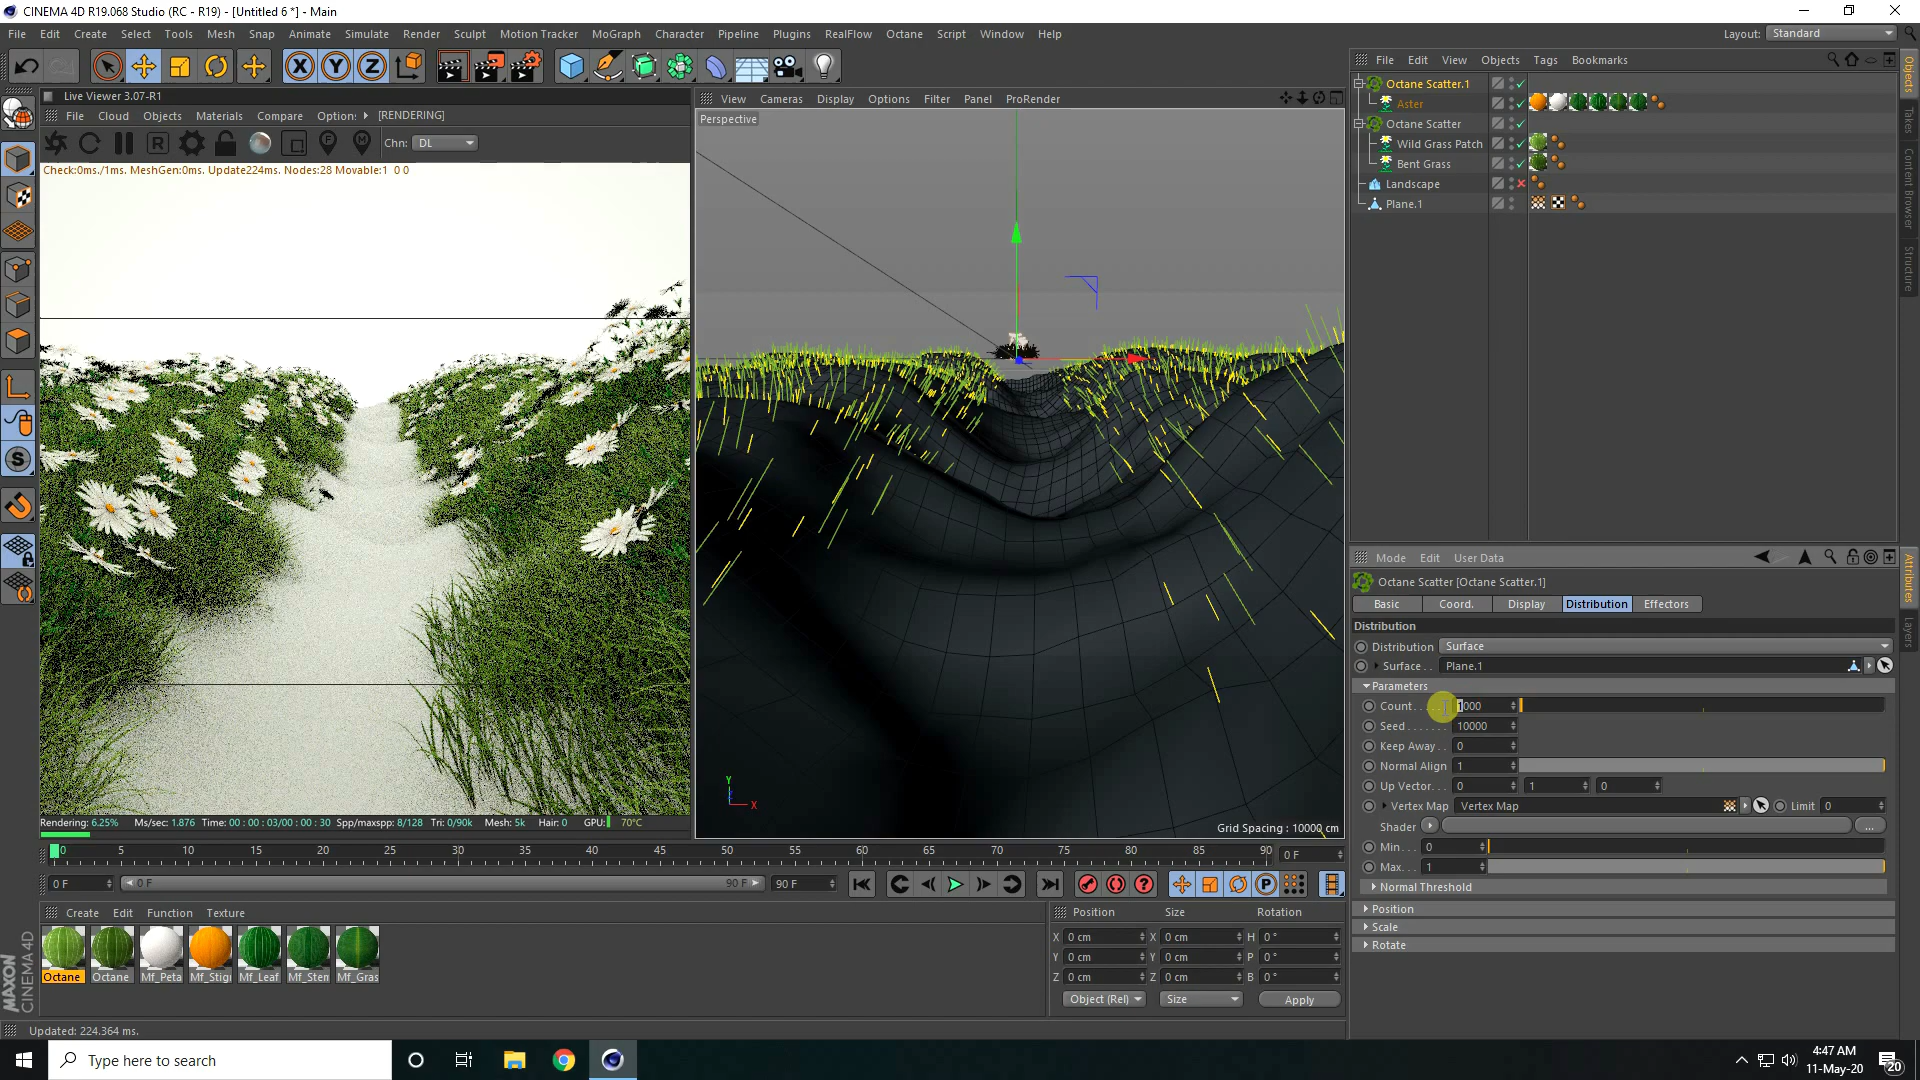 CINEMA 4D R19.068 Studio (RC - R19) - [Untitled 6 *] - Main
File Edit Create Select Tools Mesh Snap Animate Simulate Render Sculpt Motion Tracker MoGraph Character Pipeline Plugins RealFlow Octane Script Window Help
Layout: Standard
Live Viewer 3.07-R1
File Cloud Objects Materials Compare Option: [RENDERING]
Chn: DL
Check:0ms./1ms. MeshGen:0ms. Update224ms. Nodes:28 Movable:1 0 0
Rendering: 6.25% Ms/sec: 1.876 Time: 00 : 00 : 03/00 : 00 : 30 Spp/maxspp: 8/128 Tri: 0/90k Mesh: 5k Hair: 0 GPU: 70°C
View Cameras Display Options Filter Panel ProRender
Perspective
Y
Z
X
Grid Spacing : 10000 cm
File Edit View Objects Tags Bookmarks
Octane Scatter.1
Aster
Octane Scatter
Wild Grass Patch
Bent Grass
Landscape
Plane.1
Objects
Takes
Content Browser
Structure
Mode Edit User Data
Octane Scatter [Octane Scatter.1]
Basic Coord. Display Distribution Effectors
Distribution
Distribution Surface
Surface. . Plane.1
Parameters
Count. . . . . 1000
Seed. . . . . . . 10000
Keep Away. . 0
Normal Align 1
Up Vector. . 0 1 0
Vertex Map Vertex Map Limit 0
Shader ...
Min. . . 0
Max. . 1
Normal Threshold
Position
Scale
Rotate
Attributes
Layers
0 5 10 15 20 25 30 35 40 45 50 55 60 65 70 75 80 85 90 0 F
0 F 0 F 90 F 90 F
Create Edit Function Texture
Octane Octane Mf_Peta Mf_Stigr Mf_Leaf Mf_Sten Mf_Gras
Position Size Rotation
X 0 cm X 0 cm H 0 °
Y 0 cm Y 0 cm P 0 °
Z 0 cm Z 0 cm B 0 °
Object (Rel) Size Apply
MAXON
CINEMA 4D
Updated: 224.364 ms.
Type here to search
4:47 AM
11-May-20
20